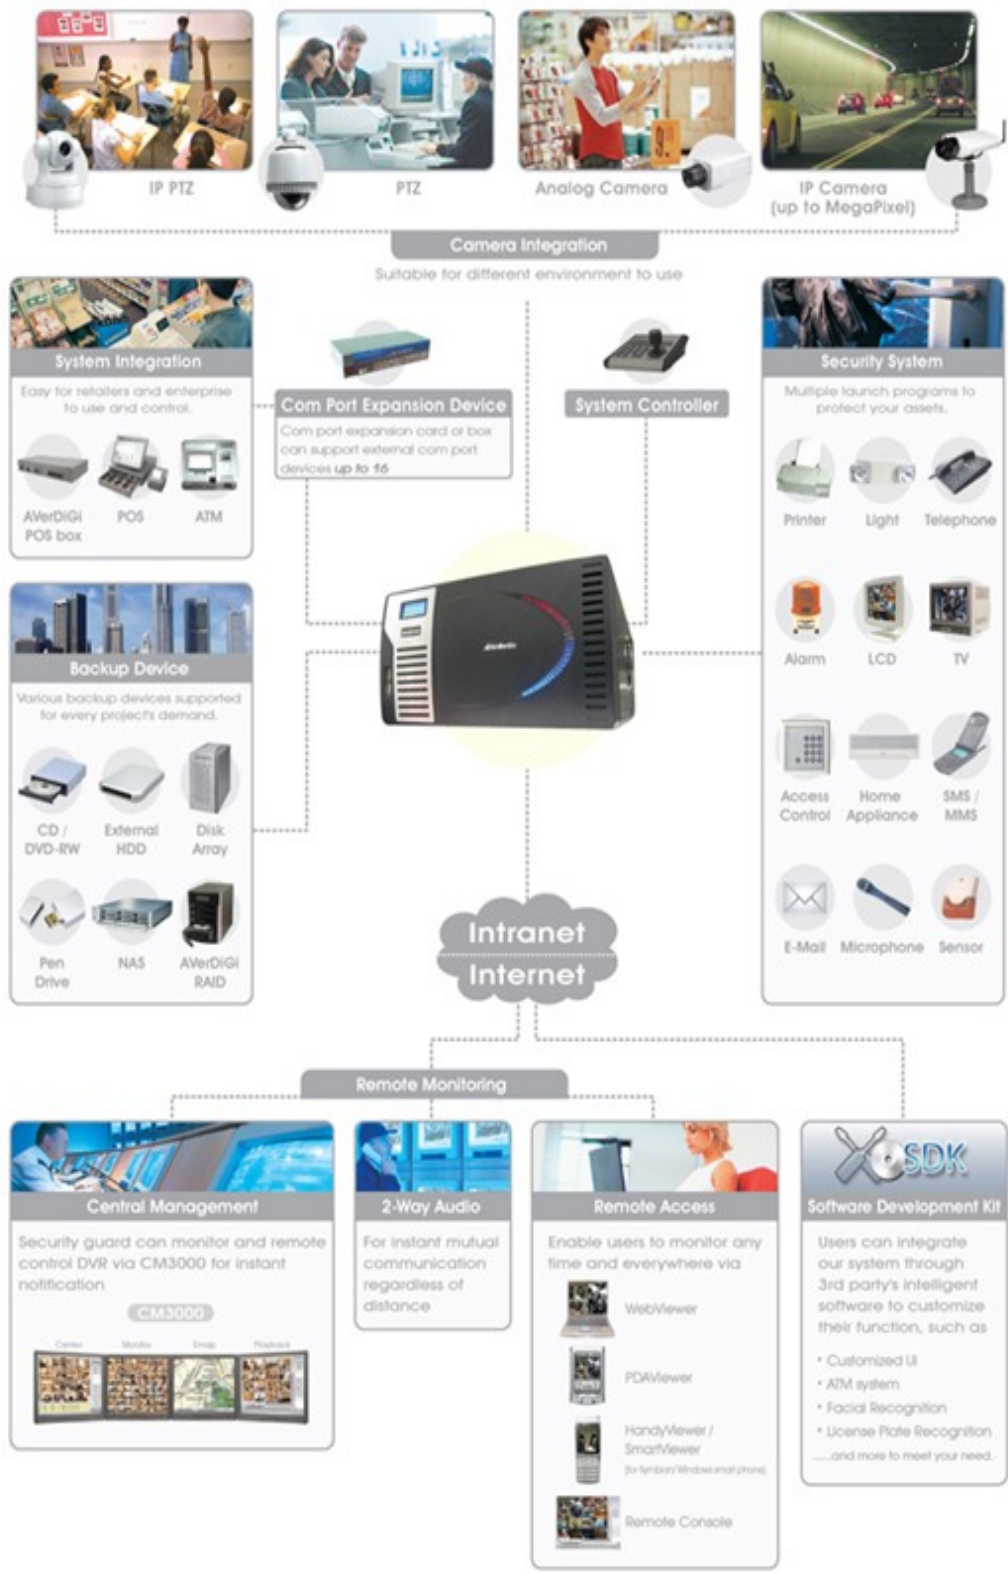 IP PTZ
PTZ
Analog Camera
IP Camera
(up to MegaPixel)
Camera Integration
Suitable for different environment to use
System Integration
Easy for retailers and enterprise
to use and control.
AVerDiGi
POS box
POS
ATM
Com Port Expansion Device
Com port expansion card or box
can support external com port
devices up to 16
System Controller
Security System
Multiple launch programs to
protect your assets.
Printer
Light
Telephone
Alarm
LCD
TV
Access
Control
Home
Appliance
SMS /
MMS
E-Mail
Microphone
Sensor
Backup Device
Various backup devices supported
for every project's demand.
CD /
DVD-RW
External
HDD
Disk
Array
Pen
Drive
NAS
AVerDiGi
RAID
Intranet
Internet
Remote Monitoring
Central Management
Security guard can monitor and remote
control DVR via CM3000 for instant
notification
CM3000
Center
Monitor
Emap
Playback
2-Way Audio
For instant mutual
communication
regardless of
distance
Remote Access
Enable users to monitor any
time and everywhere via
WebViewer
PDAViewer
HandyViewer /
SmartViewer
(for Symbian/Windows smart phone)
Remote Console
SDK
Software Development Kit
Users can integrate
our system through
3rd party's intelligent
software to customize
their function, such as
• Customized UI
• ATM system
• Facial Recognition
• License Plate Recognition
......and more to meet your need.